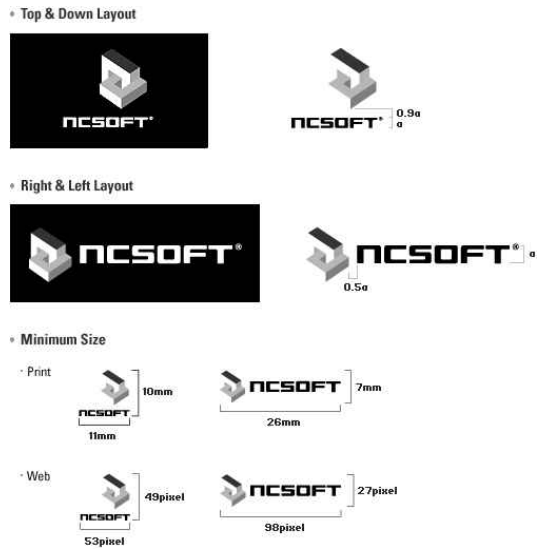 • Top & Down Layout
NCSOFT®
NCSOFT®
0.9a
a
• Right & Left Layout
NCSOFT®
NCSOFT®
a
0.5a
• Minimum Size
· Print
NCSOFT
10mm
11mm
NCSOFT
7mm
26mm
· Web
NCSOFT
49pixel
53pixel
NCSOFT
27pixel
98pixel